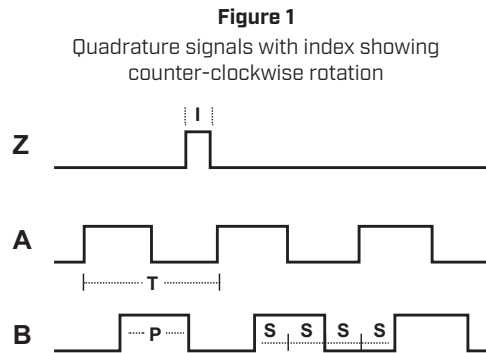 Figure 1
Quadrature signals with index showing
counter-clockwise rotation
I
Z
A
T
B
P
S S S S